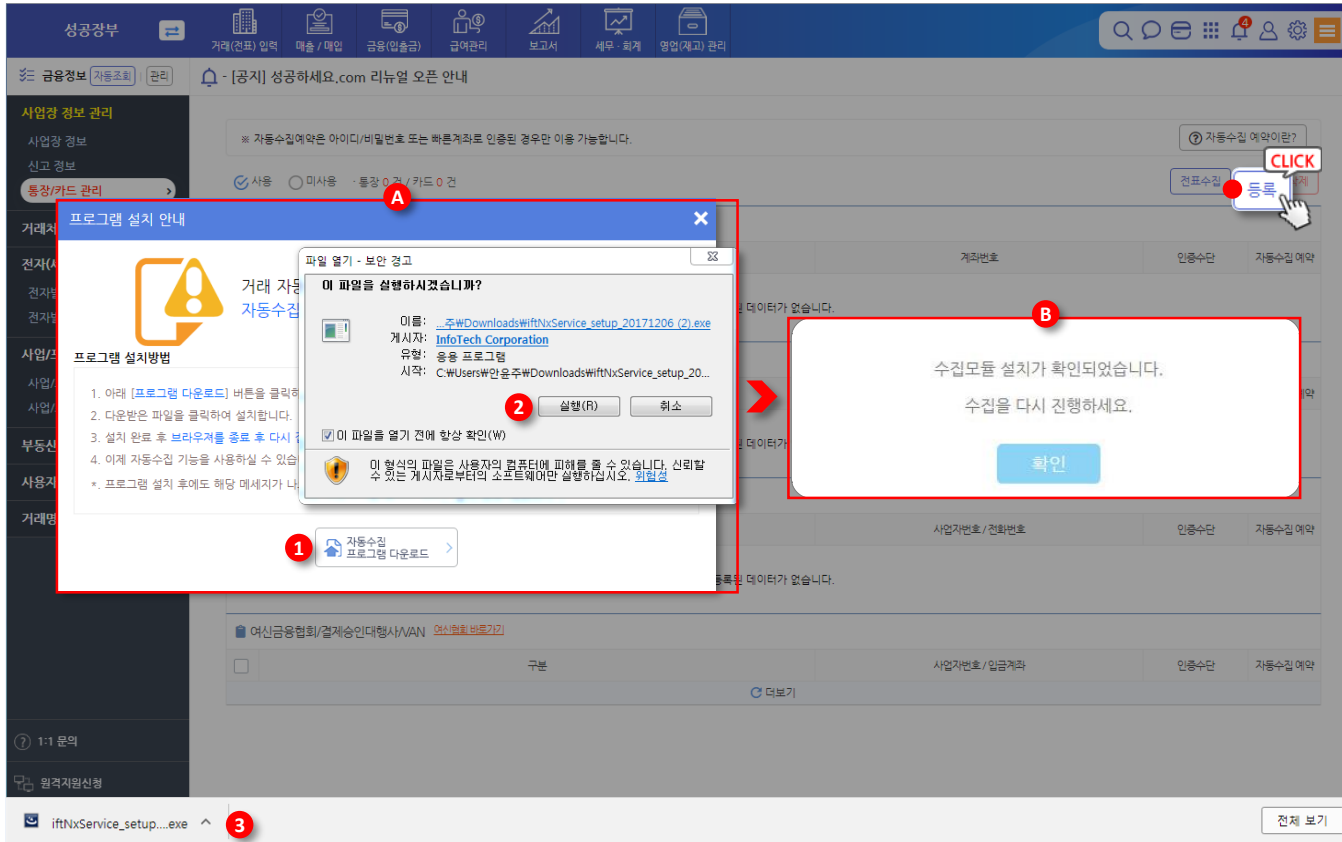 성공장부
거래(전표) 입력
매출 / 매입
금융(입출금)
급여관리
보고서
세무 · 회계
영업(재고) 관리
4
금융정보 자동조회 | 관리
- [공지] 성공하세요.com 리뉴얼 오픈 안내
사업장 정보 관리
사업장 정보
신고 정보
통장/카드 관리
※ 자동수집예약은 아이디/비밀번호 또는 빠른계좌로 인증된 경우만 이용 가능합니다.
자동수집 예약이란?
CLICK
사용 미사용 · 통장 0 건 / 카드 0 건
전표수집
등록
A
프로그램 설치 안내
거래 자동
자동수집
프로그램 설치방법
1. 아래 [프로그램 다운로드] 버튼을 클릭하
2. 다운받은 파일을 클릭하여 설치합니다.
3. 설치 완료 후 브라우저를 종료 후 다시
4. 이제 자동수집 기능을 사용하실 수 있습
*. 프로그램 설치 후에도 해당 메세지가 나
1
자동수집
프로그램 다운로드
파일 열기 - 보안 경고
이 파일을 실행하시겠습니까?
이름: ...주₩Downloads₩iftNxService_setup_20171206 (2).exe
게시자: InfoTech Corporation
유형: 응용 프로그램
시작: C:₩Users₩안윤주₩Downloads₩iftNxService_setup_20...
2
실행(R)
취소
이 파일을 열기 전에 항상 확인(W)
이 형식의 파일은 사용자의 컴퓨터에 피해를 줄 수 있습니다. 신뢰할
수 있는 게시자로부터의 소프트웨어만 실행하십시오. 위험성
계좌번호
인증수단
자동수집 예약
데이터가 없습니다.
B
수집모듈 설치가 확인되었습니다.
수집을 다시 진행하세요.
확인
사업자번호 / 전화번호
인증수단
자동수집 예약
등록된 데이터가 없습니다.
여신금융협회/결제승인대행사/VAN 여신협회 바로가기
구분
사업자번호 / 입금계좌
인증수단
자동수집 예약
더보기
1:1 문의
원격지원신청
iftNxService_setup....exe
3
전체 보기